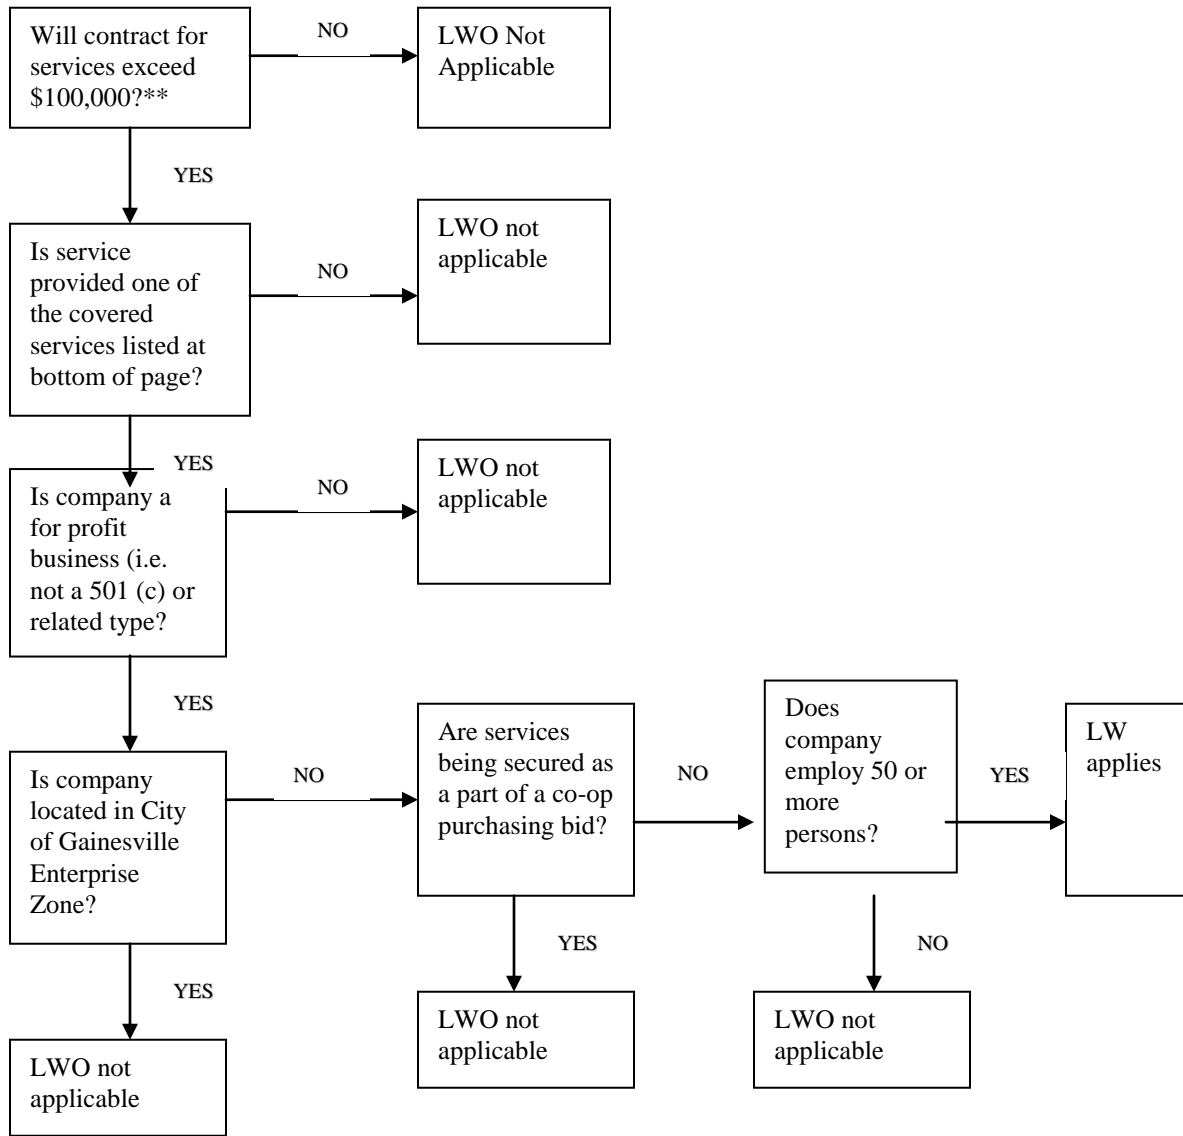 Will contract for
services exceed
$100,000?**
NO
LWO Not
Applicable
YES
Is service
provided one of
the covered
services listed at
bottom of page?
NO
LWO not
applicable
YES
Is company a
for profit
business (i.e.
not a 501 (c) or
related type?
NO
LWO not
applicable
YES
Is company
located in City
of Gainesville
Enterprise
Zone?
NO
Are services
being secured as
a part of a co-op
purchasing bid?
NO
Does
company
employ 50 or
more
persons?
YES
LW
applies
YES
LWO not
applicable
YES
LWO not
applicable
NO
LWO not
applicable